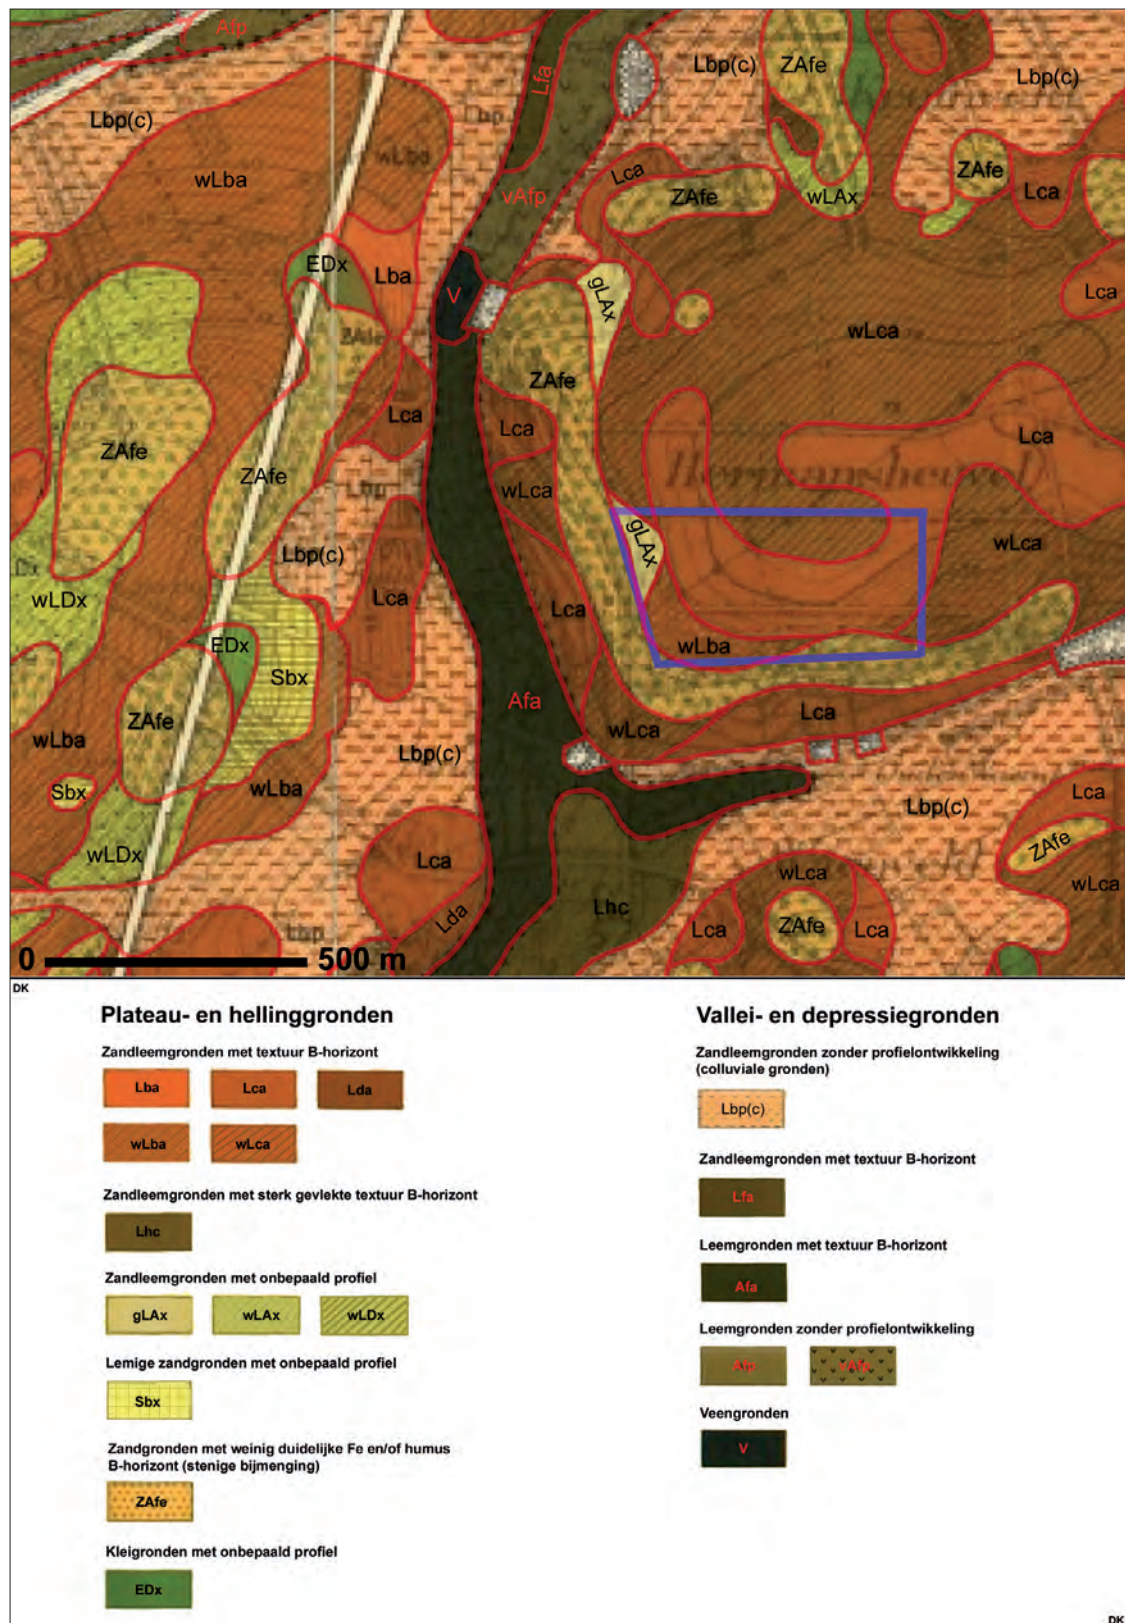 Afp
Lbp(c)
wLba
wLba
Lbp
Lfa
vAfp
Lbp(c)
ZAfe
Lbp(c)
Lca
ZAfe
wLAx
ZAfe
Lca
EDx
Lba
V
gLAx
Lca
ZAfe
wLca
ZAfe
Lca
Lca
Lca
ZAfe
ZAfe
Lbp
wLca
gLAx
wLca
Lbp(c)
wLDx
Lca
Lca
EDx
Sbx
wLba
Afa
ZAfe
wLba
Lbp(c)
wLca
Lca
Sbx
wLba
Lbp(c)
Lca
wLDx
Lca
wLca
ZAfe
wLca
Lhc
Lda
Lca
ZAfe
Lca
Lbp
0 500 m
DK
Plateau- en hellinggronden
Zandleemgronden met textuur B-horizont
Lba Lca Lda
wLba wLca
Zandleemgronden met sterk gevlekte textuur B-horizont
Lhc
Zandleemgronden met onbepaald profiel
gLAx wLAx wLDx
Lemige zandgronden met onbepaald profiel
Sbx
Zandgronden met weinig duidelijke Fe en/of humus
B-horizont (stenige bijmenging)
ZAfe
Kleigronden met onbepaald profiel
EDx
Vallei- en depressiegronden
Zandleemgronden zonder profielontwikkeling
(colluviale gronden)
Lbp(c)
Zandleemgronden met textuur B-horizont
Lfa
Leemgronden met textuur B-horizont
Afa
Leemgronden zonder profielontwikkeling
Afp vAfp
Veengronden
V
DK